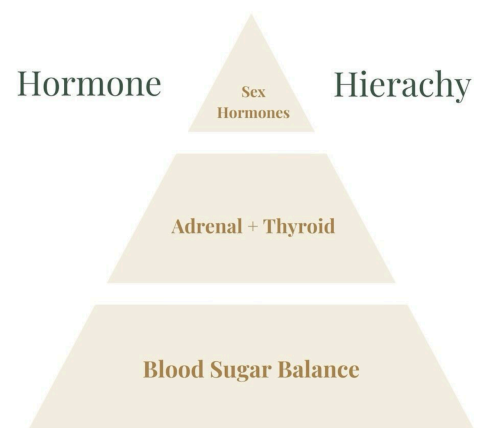 Hormone Hierachy
Sex
Hormones
Adrenal + Thyroid
Blood Sugar Balance